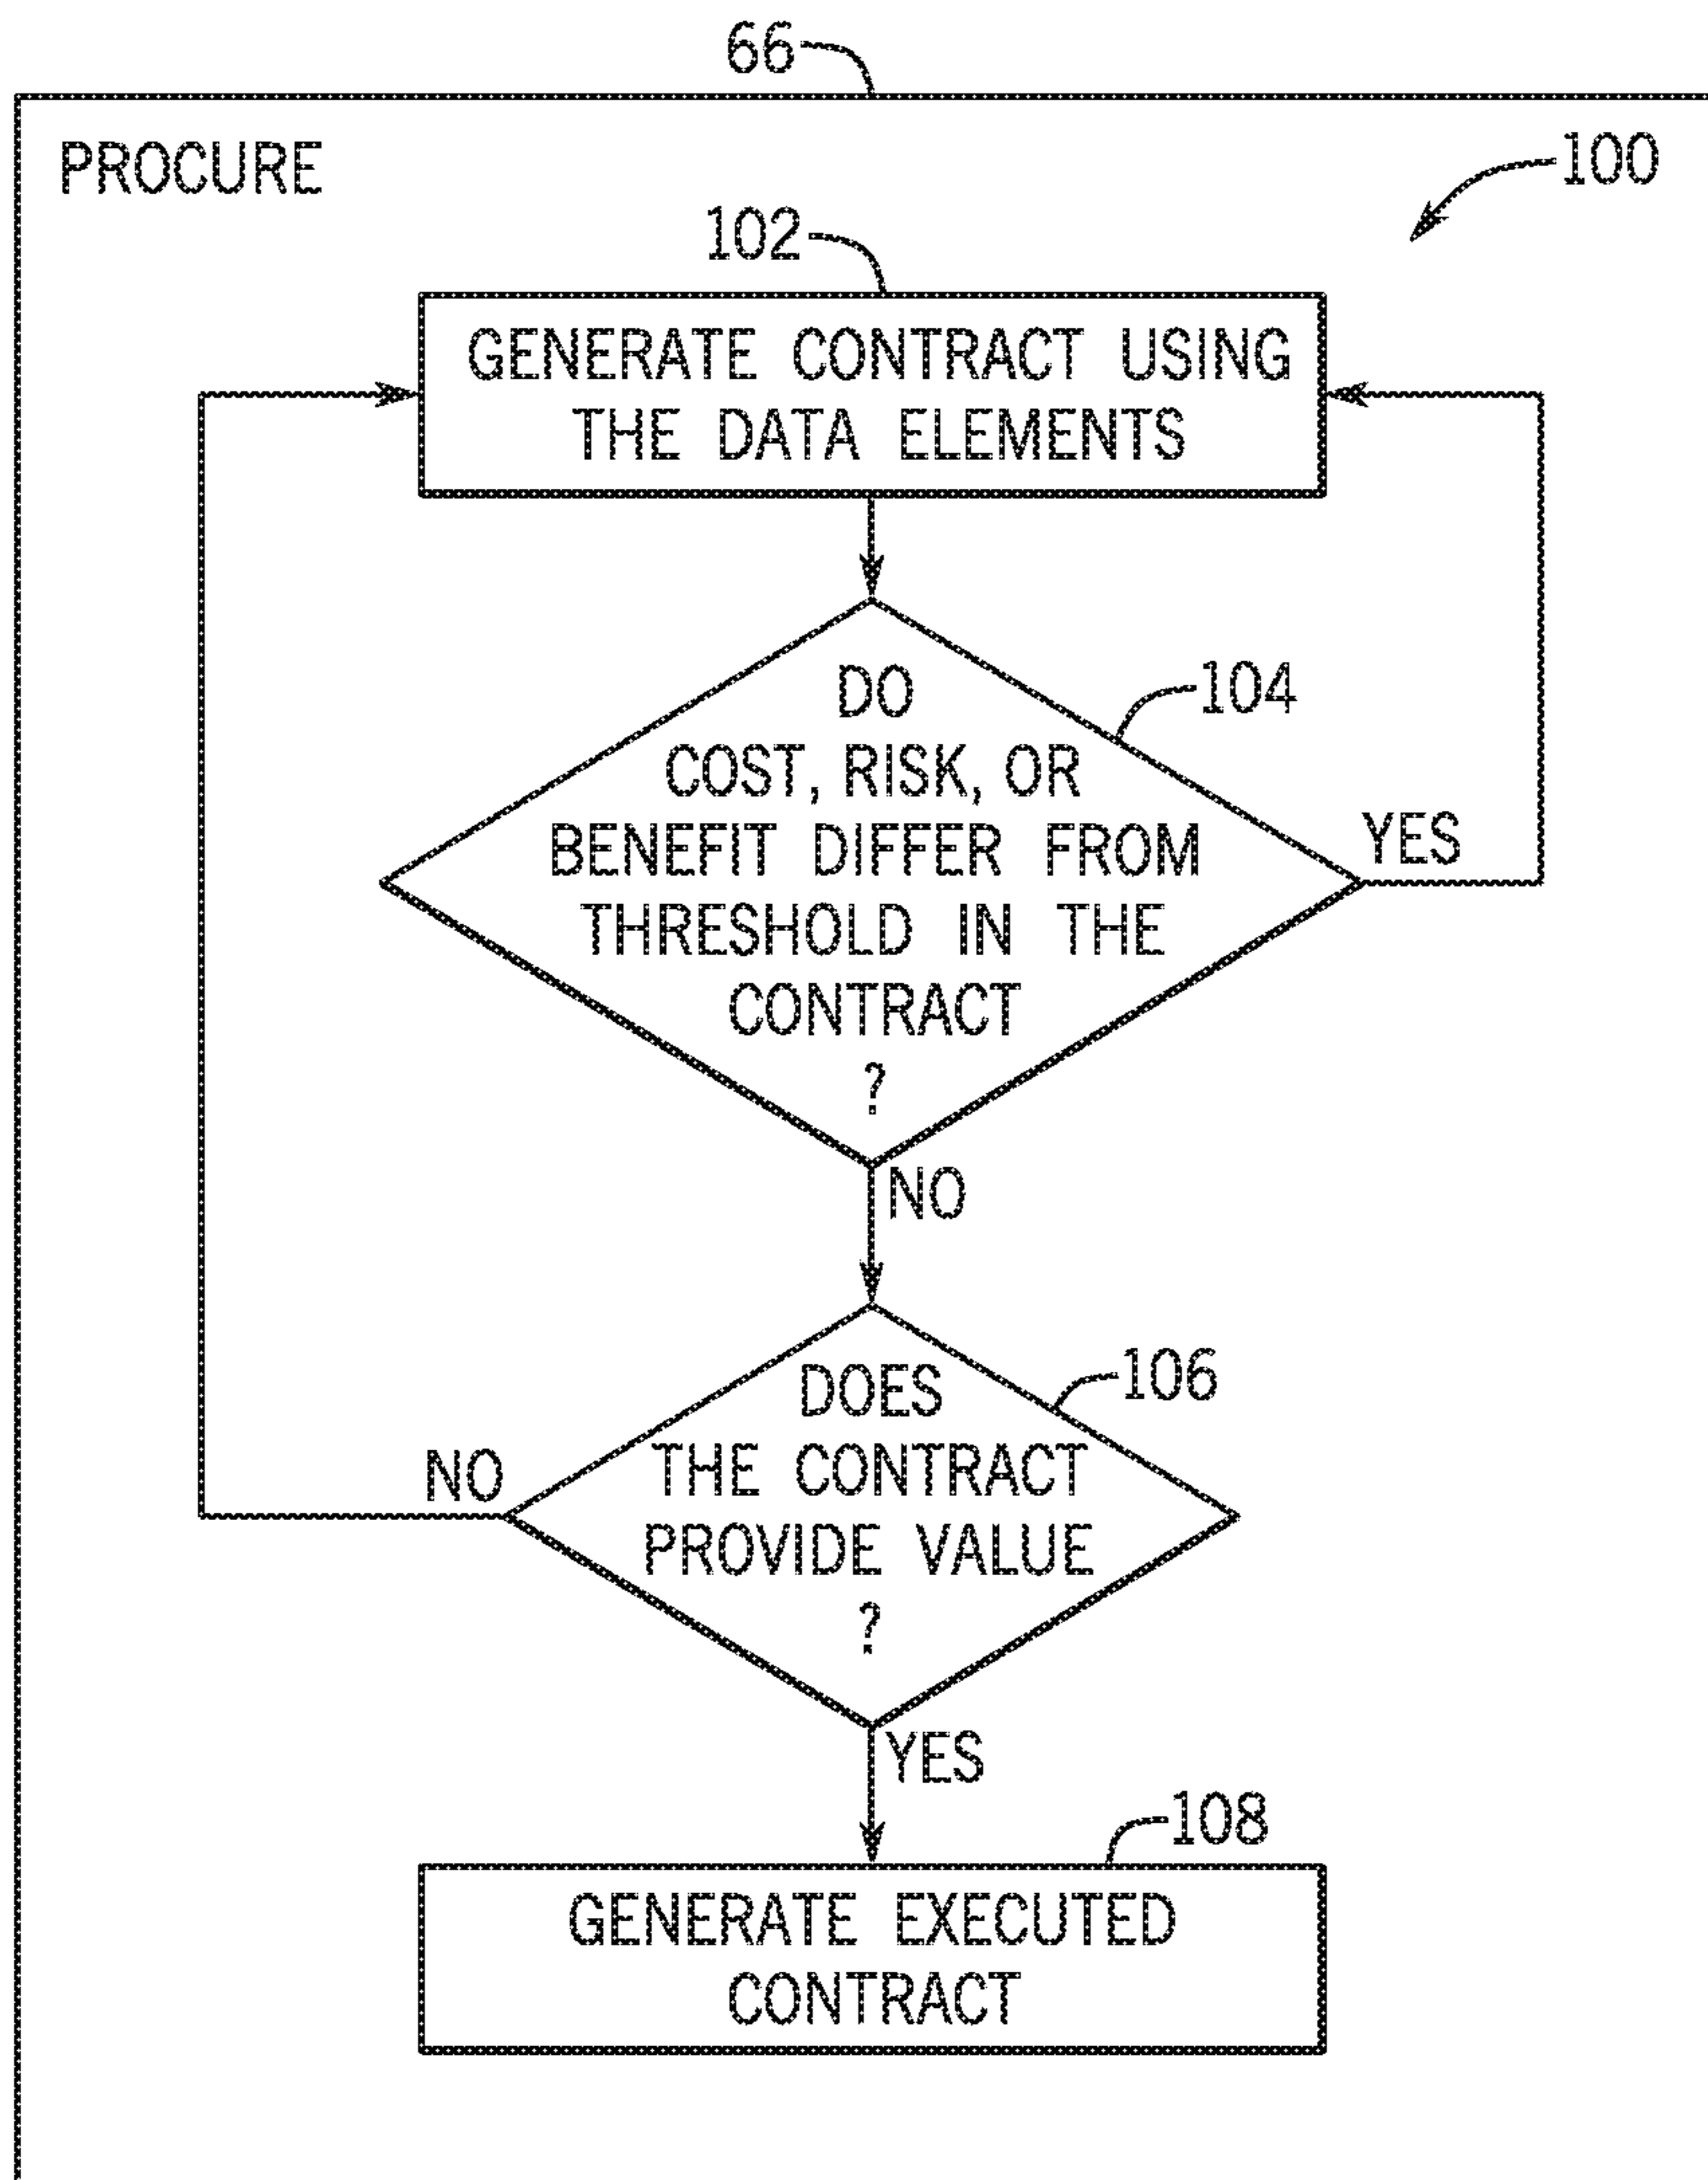 66
PROCURE
100
102
GENERATE CONTRACT USING
THE DATA ELEMENTS
DO
104
COST, RISK, OR
BENEFIT DIFFER FROM
YES
THRESHOLD IN THE
CONTRACT
?
NO
DOES
106
THE CONTRACT
NO
PROVIDE VALUE
?
YES
108
GENERATE EXECUTED
CONTRACT